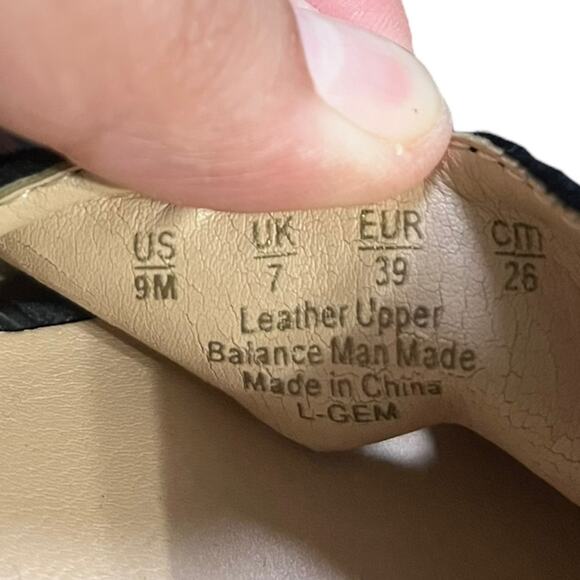 US UK EUR cm
9M 7 39 26
Leather Upper
Balance Man Made
Made in China
L-GEM